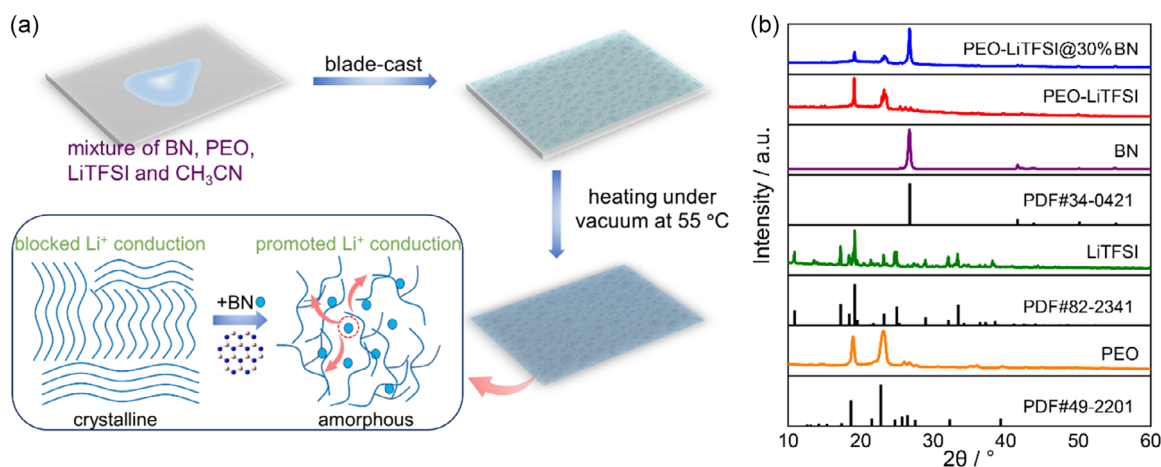 (a)
blade-cast
mixture of BN, PEO,
LiTFSI and CH₃CN
heating under
vacuum at 55 °C
blocked Li⁺ conduction
promoted Li⁺ conduction
+BN
crystalline
amorphous
(b)
Intensity / a.u.
PEO-LiTFSI@30%BN
PEO-LiTFSI
BN
PDF#34-0421
LiTFSI
PDF#82-2341
PEO
PDF#49-2201
10 20 30 40 50 60
2θ / °